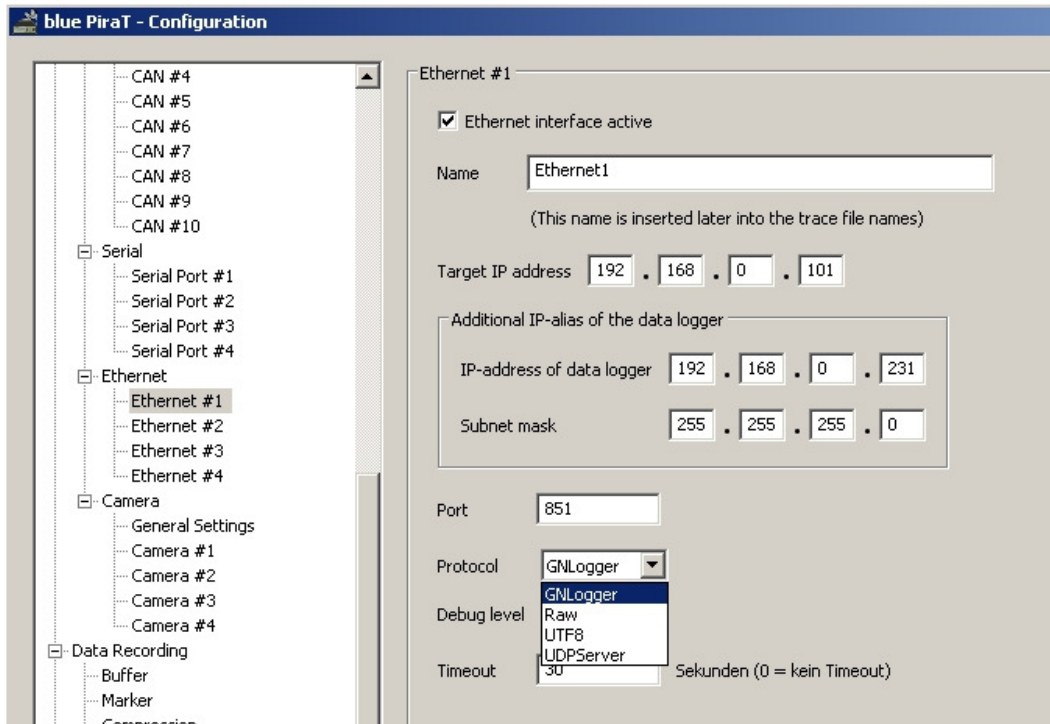 blue PiraT - Configuration
CAN #4
CAN #5
CAN #6
CAN #7
CAN #8
CAN #9
CAN #10
Serial
Serial Port #1
Serial Port #2
Serial Port #3
Serial Port #4
Ethernet
Ethernet #1
Ethernet #2
Ethernet #3
Ethernet #4
Camera
General Settings
Camera #1
Camera #2
Camera #3
Camera #4
Data Recording
Buffer
Marker
Compression
Ethernet #1
Ethernet interface active
Name Ethernet1
(This name is inserted later into the trace file names)
Target IP address 192 . 168 . 0 . 101
Additional IP-alias of the data logger
IP-address of data logger 192 . 168 . 0 . 231
Subnet mask 255 . 255 . 255 . 0
Port 851
Protocol GNLogger
GNLogger
Debug level Raw
UTF8
UDPServer
Timeout 30 Sekunden (0 = kein Timeout)